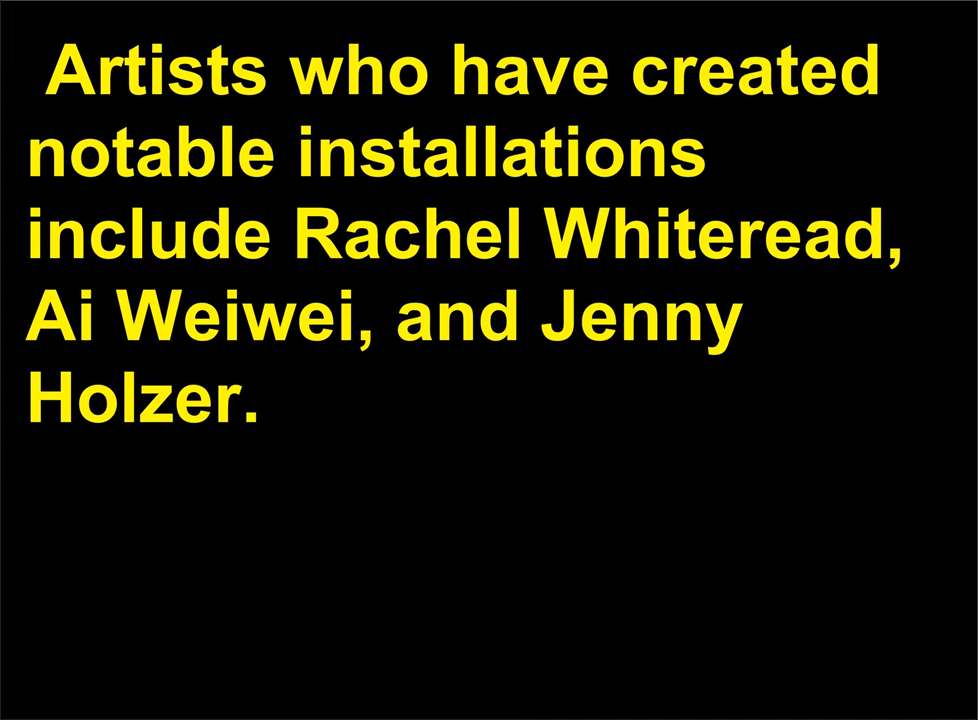 Artists who have created
notable installations
include Rachel Whiteread,
Ai Weiwei, and Jenny
Holzer.